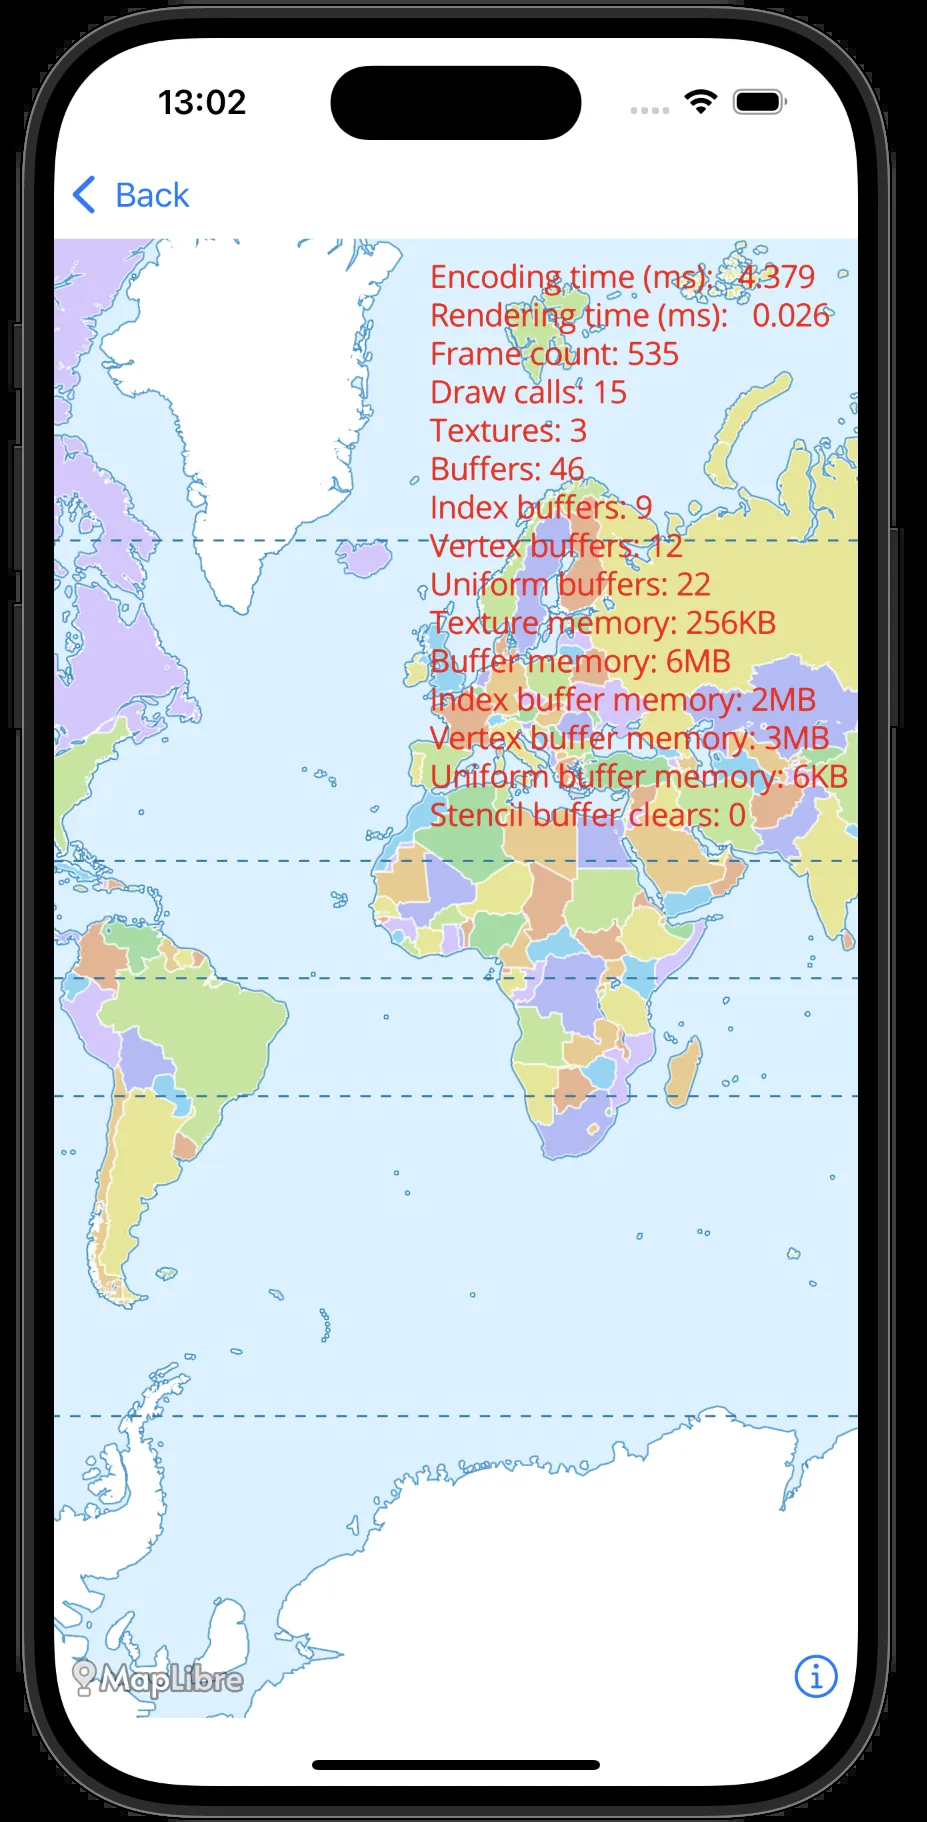 13:02
Back
Encoding time (ms): 4.379
Rendering time (ms): 0.026
Frame count: 535
Draw calls: 15
Textures: 3
Buffers: 46
Index buffers: 9
Vertex buffers: 12
Uniform buffers: 22
Texture memory: 256KB
Buffer memory: 6MB
Index buffer memory: 2MB
Vertex buffer memory: 3MB
Uniform buffer memory: 6KB
Stencil buffer clears: 0
MapLibre